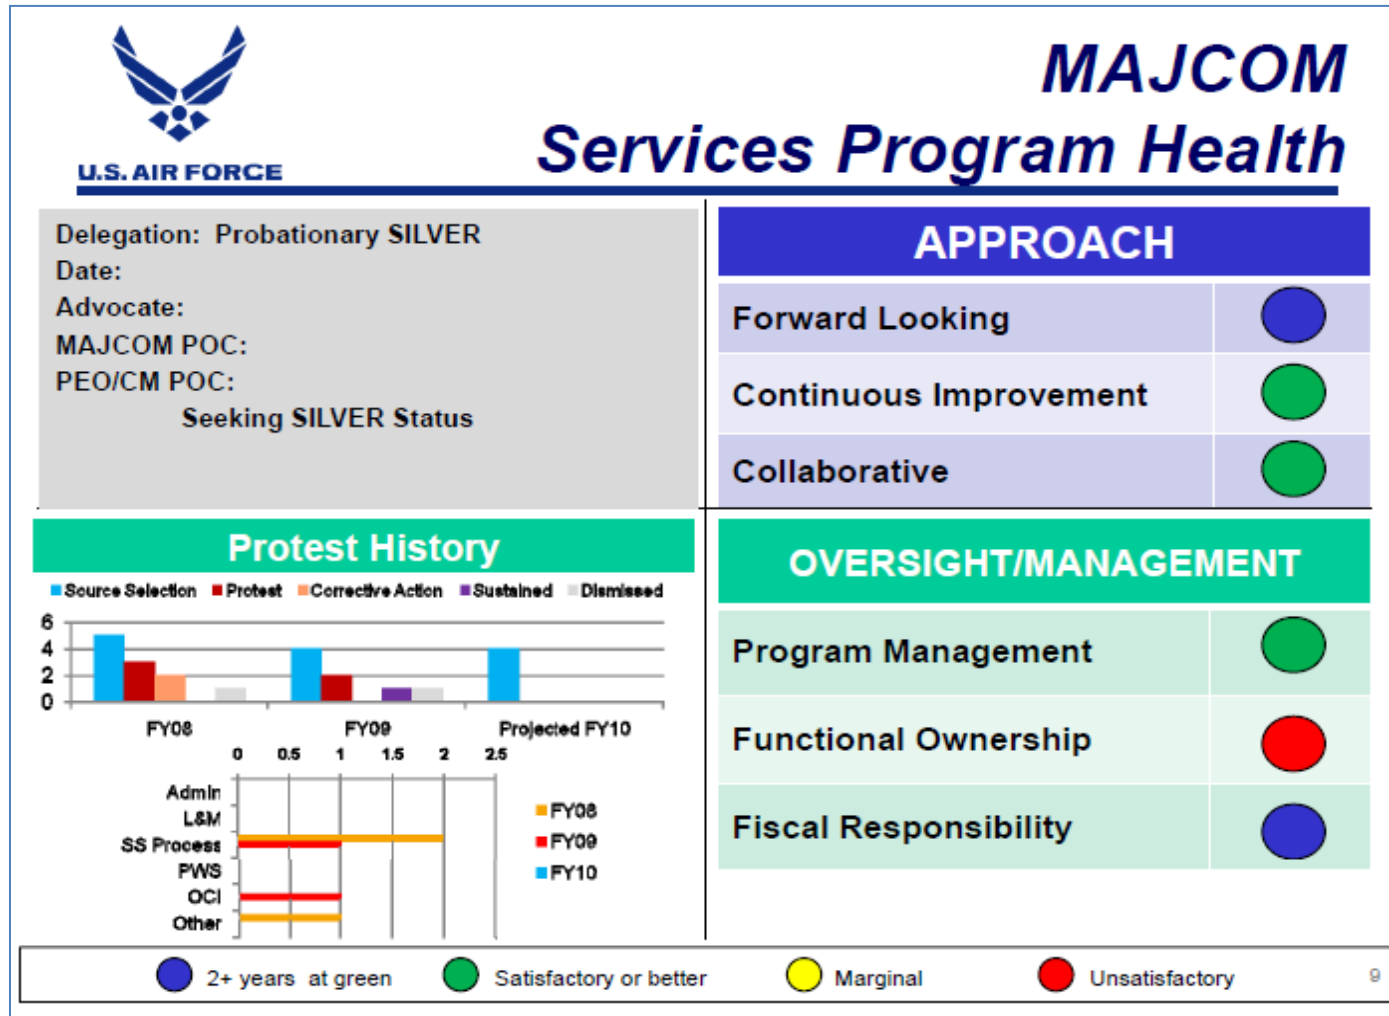 U.S. AIR FORCE
MAJCOM
Services Program Health
Delegation: Probationary SILVER
Date:
Advocate:
MAJCOM POC:
PEO/CM POC:
Seeking SILVER Status
APPROACH
Forward Looking
Continuous Improvement
Collaborative
Protest History
Source Selection Protest Corrective Action Sustained Dismissed
6
4
2
0
FY08 FY09 Projected FY10
0 0.5 1 1.5 2 2.5
Admin
L&M
SS Process
PWS
OCI
Other
FY08
FY09
FY10
OVERSIGHT/MANAGEMENT
Program Management
Functional Ownership
Fiscal Responsibility
2+ years at green Satisfactory or better Marginal Unsatisfactory 9